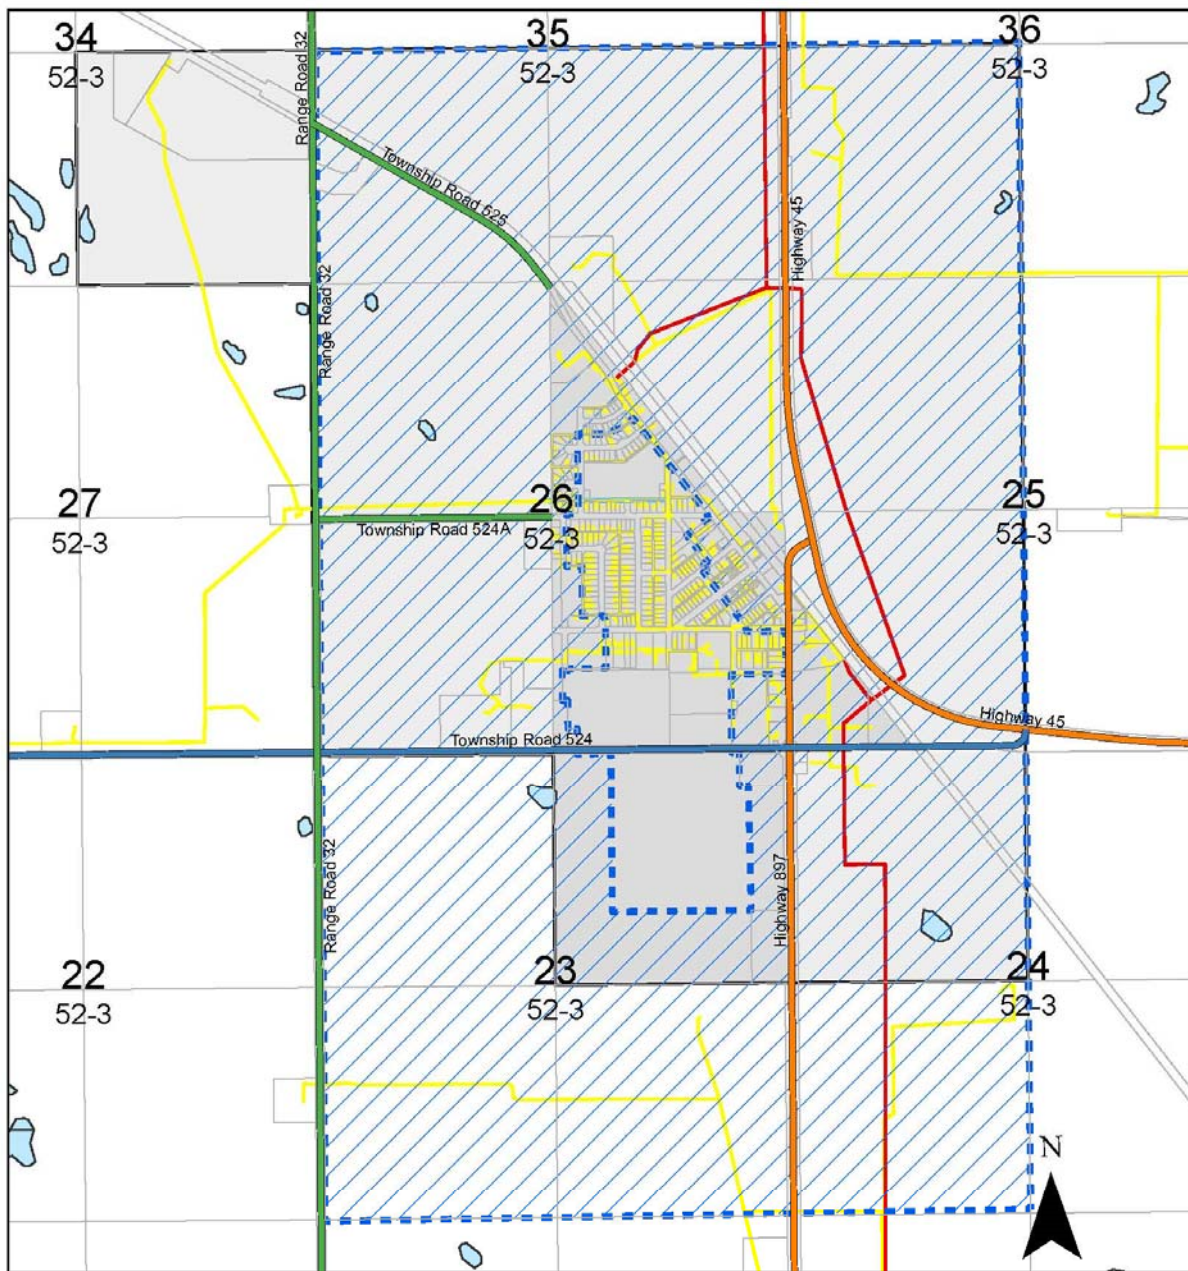 34
52-3
Range Road 32
35
52-3
36
52-3
Township Road 525
Highway 45
Range Road 32
27
52-3
26
52-3
25
52-3
Township Road 524A
Highway 45
Township Road 524
Range Road 32
Highway 897
22
52-3
23
52-3
24
52-3
N